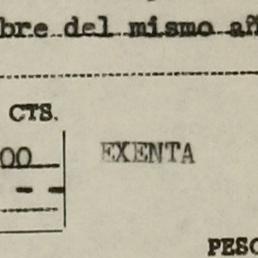 bre del mismo añ
CTS.
00 EXENTA
PESO